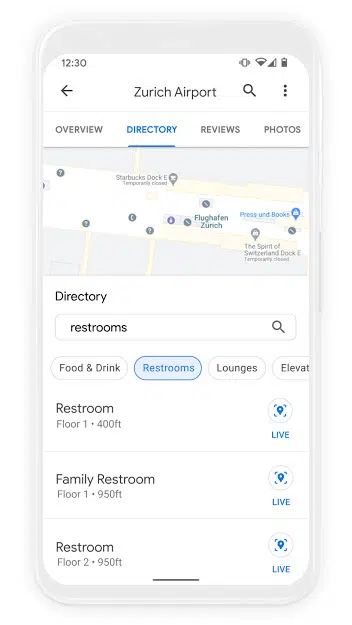 12:30
Zurich Airport
OVERVIEW DIRECTORY REVIEWS PHOTOS
Starbucks Dock E
Temporarily closed
Flughafen
Zürich
Press und Books
The Spirit of
Switzerland Dock E
Temporarily closed
Directory
restrooms
Food & Drink Restrooms Lounges Elevat
Restroom
Floor 1 • 400ft
LIVE
Family Restroom
Floor 1 • 950ft
LIVE
Restroom
Floor 2 • 950ft
LIVE